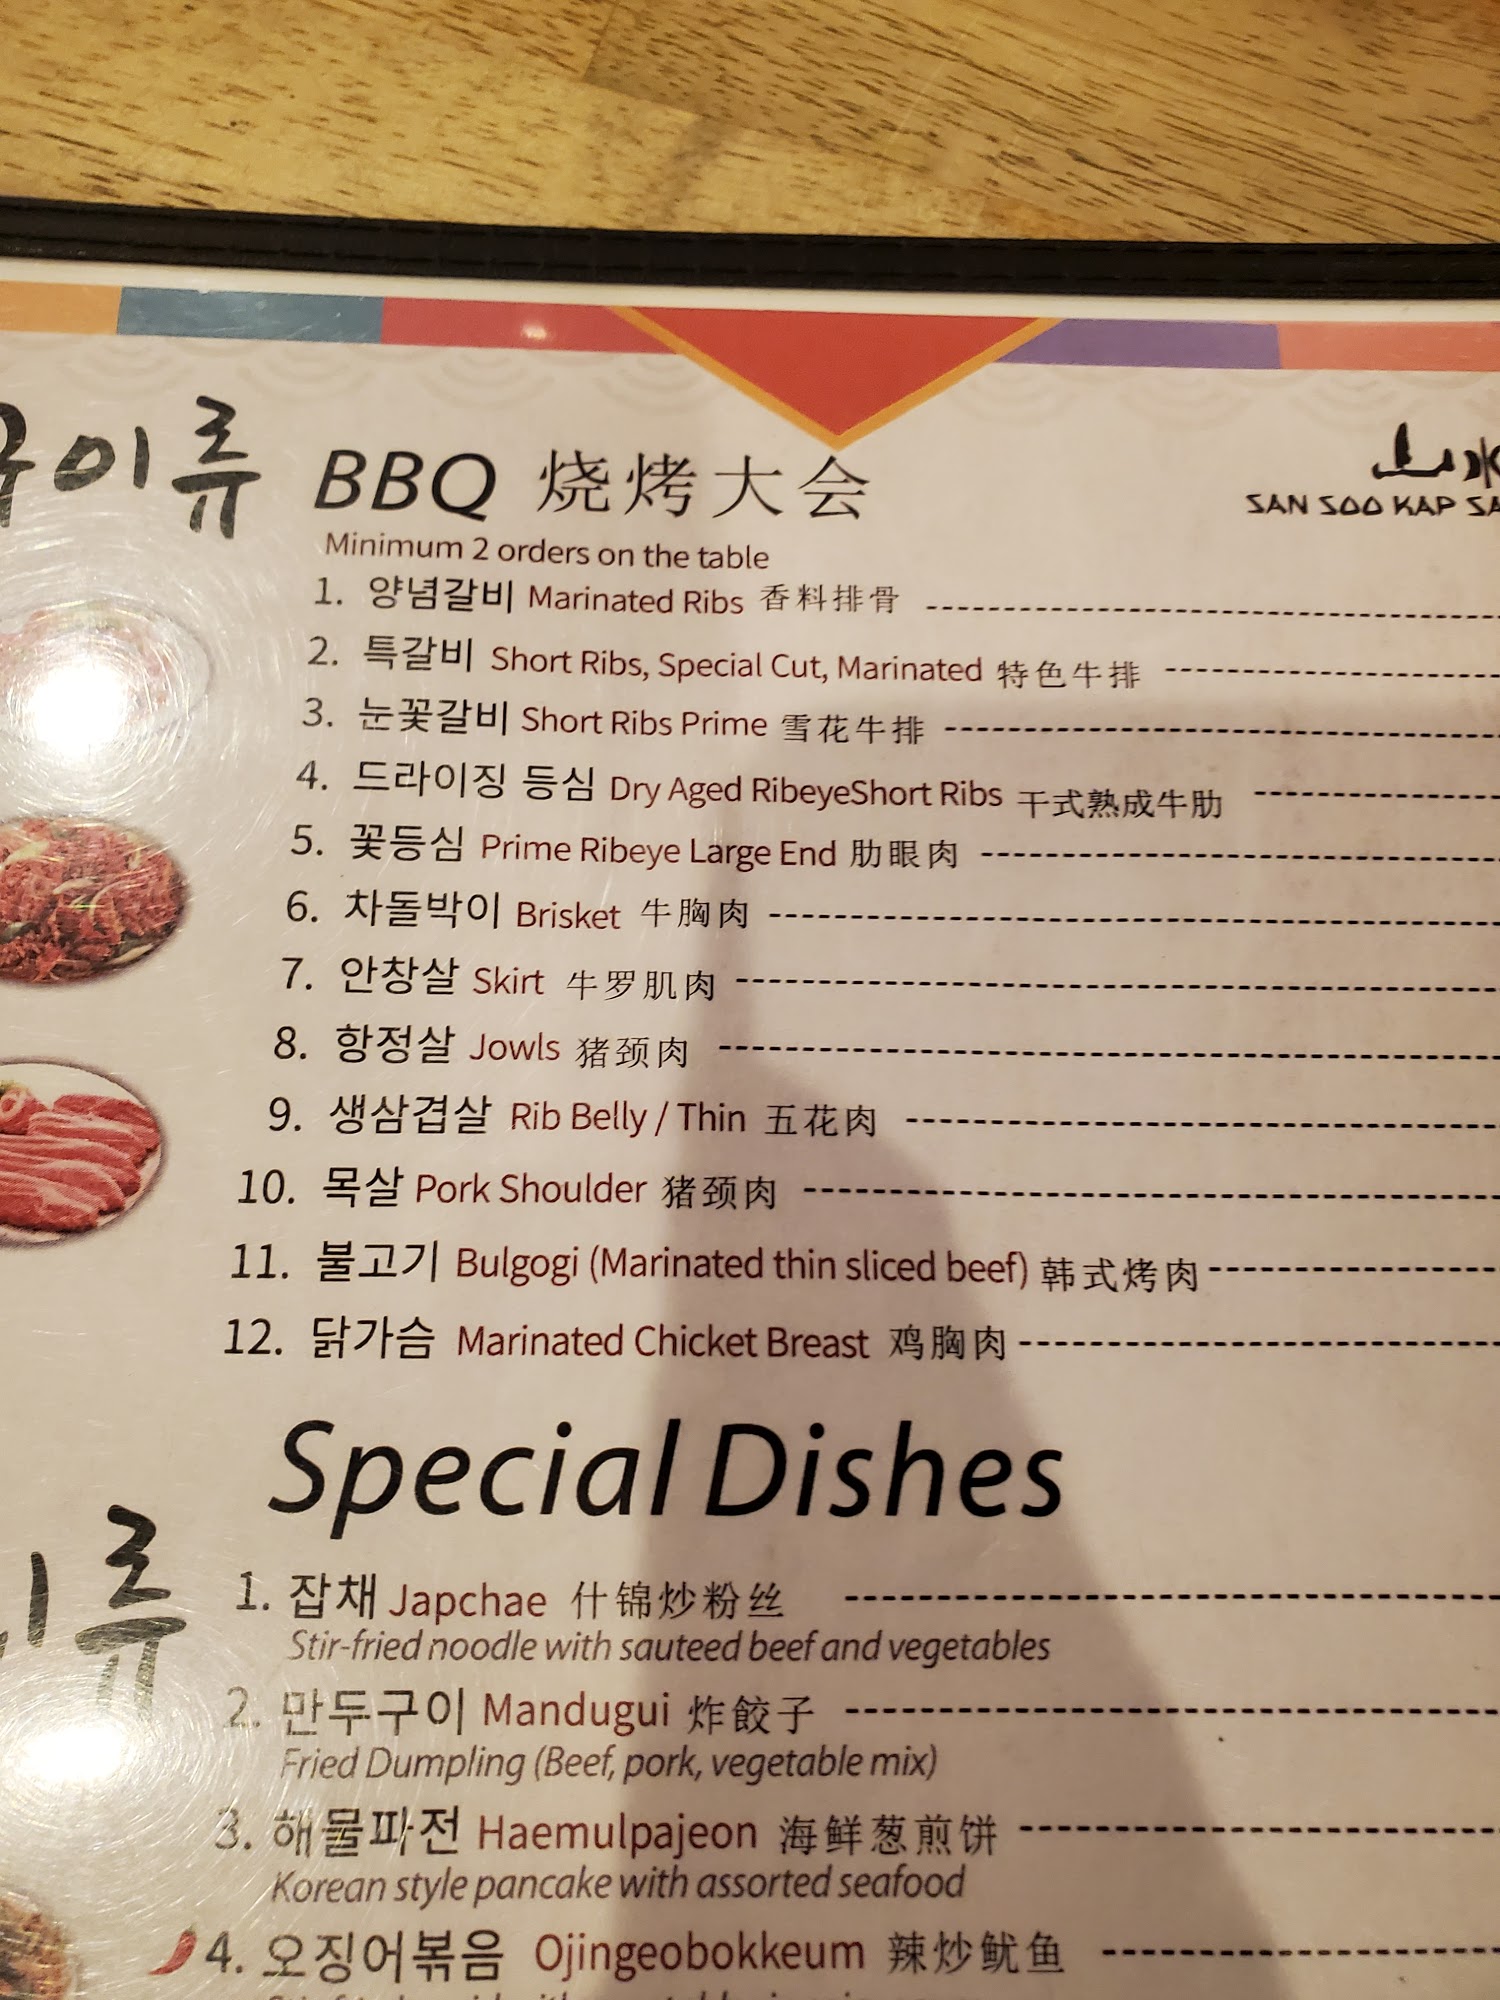 구이류 BBQ 烧烤大会
山水
SAN SOO KAP SA
Minimum 2 orders on the table
1. 양념갈비 Marinated Ribs 香料排骨
2. 특갈비 Short Ribs, Special Cut, Marinated 特色牛排
3. 눈꽃갈비 Short Ribs Prime 雪花牛排
4. 드라이징 등심 Dry Aged RibeyeShort Ribs 干式熟成牛肋
5. 꽃등심 Prime Ribeye Large End 肋眼肉
6. 차돌박이 Brisket 牛胸肉
7. 안창살 Skirt 牛罗肌肉
8. 항정살 Jowls 猪颈肉
9. 생삼겹살 Rib Belly / Thin 五花肉
10. 목살 Pork Shoulder 猪颈肉
11. 불고기 Bulgogi (Marinated thin sliced beef) 韩式烤肉
12. 닭가슴 Marinated Chicket Breast 鸡胸肉
Special Dishes
류
1. 잡채 Japchae 什锦炒粉丝
Stir-fried noodle with sauteed beef and vegetables
2. 만두구이 Mandugui 炸餃子
Fried Dumpling (Beef, pork, vegetable mix)
3. 해물파전 Haemulpajeon 海鲜葱煎饼
Korean style pancake with assorted seafood
4. 오징어볶음 Ojingeobokkeum 辣炒鱿鱼